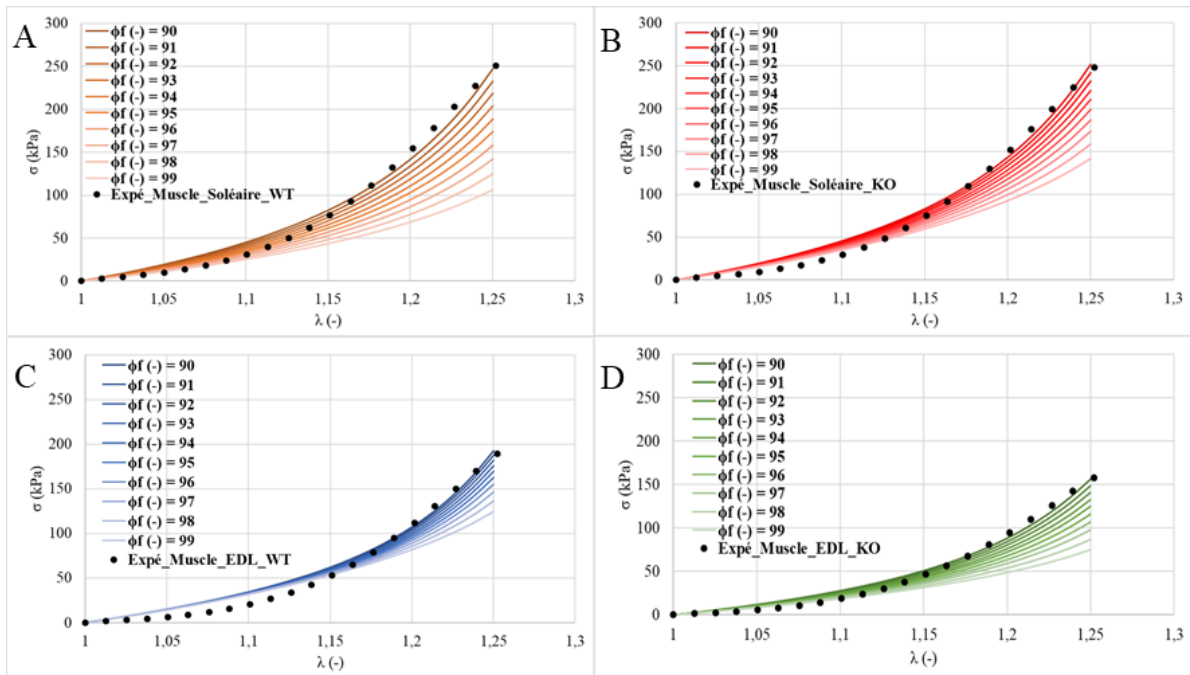 A
300
250
200
150
100
50
0
σ (kPa)
ϕf (-) = 90
ϕf (-) = 91
ϕf (-) = 92
ϕf (-) = 93
ϕf (-) = 94
ϕf (-) = 95
ϕf (-) = 96
ϕf (-) = 97
ϕf (-) = 98
ϕf (-) = 99
Expé_Muscle_Soléaire_WT
1 1,05 1,1 1,15 1,2 1,25 1,3
λ (-)
B
300
250
200
150
100
50
0
σ (kPa)
ϕf (-) = 90
ϕf (-) = 91
ϕf (-) = 92
ϕf (-) = 93
ϕf (-) = 94
ϕf (-) = 95
ϕf (-) = 96
ϕf (-) = 97
ϕf (-) = 98
ϕf (-) = 99
Expé_Muscle_Soléaire_KO
1 1,05 1,1 1,15 1,2 1,25 1,3
λ (-)
C
300
250
200
150
100
50
0
σ (kPa)
ϕf (-) = 90
ϕf (-) = 91
ϕf (-) = 92
ϕf (-) = 93
ϕf (-) = 94
ϕf (-) = 95
ϕf (-) = 96
ϕf (-) = 97
ϕf (-) = 98
ϕf (-) = 99
Expé_Muscle_EDL_WT
1 1,05 1,1 1,15 1,2 1,25 1,3
λ (-)
D
300
250
200
150
100
50
0
σ (kPa)
ϕf (-) = 90
ϕf (-) = 91
ϕf (-) = 92
ϕf (-) = 93
ϕf (-) = 94
ϕf (-) = 95
ϕf (-) = 96
ϕf (-) = 97
ϕf (-) = 98
ϕf (-) = 99
Expé_Muscle_EDL_KO
1 1,05 1,1 1,15 1,2 1,25 1,3
λ (-)